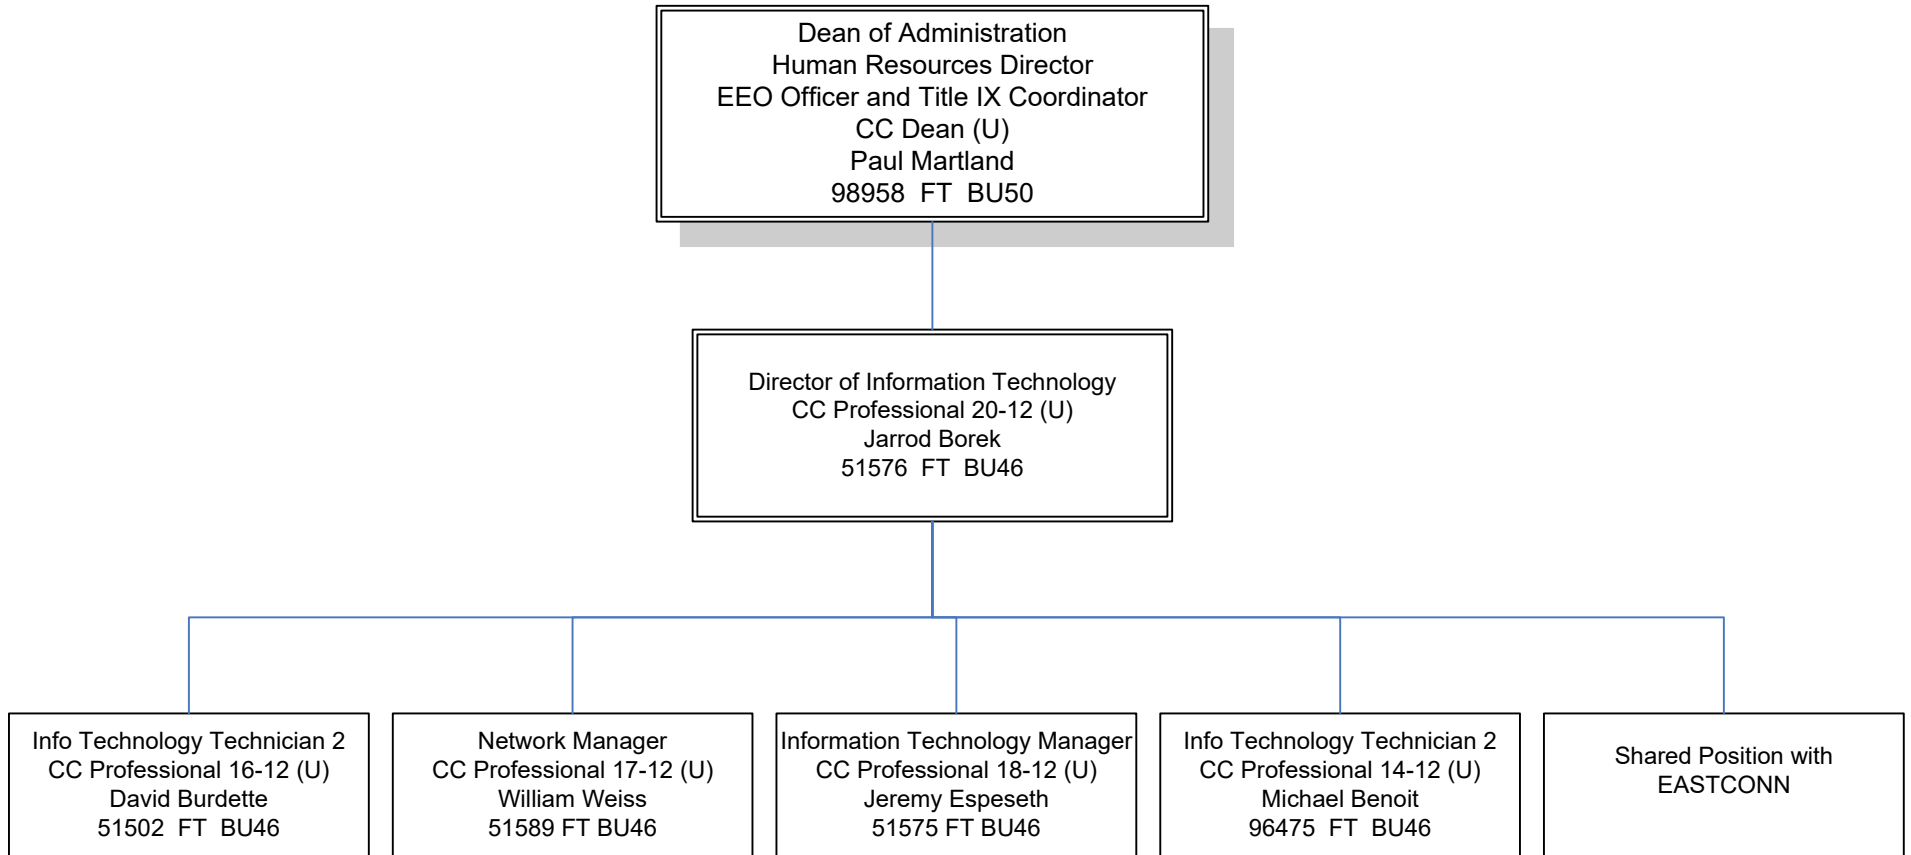 Dean of Administration
Human Resources Director
EEO Officer and Title IX Coordinator
CC Dean (U)
Paul Martland
98958 FT BU50
Director of Information Technology
CC Professional 20-12 (U)
Jarrod Borek
51576 FT BU46
Info Technology Technician 2
CC Professional 16-12 (U)
David Burdette
51502 FT BU46
Network Manager
CC Professional 17-12 (U)
William Weiss
51589 FT BU46
Information Technology Manager
CC Professional 18-12 (U)
Jeremy Espeseth
51575 FT BU46
Info Technology Technician 2
CC Professional 14-12 (U)
Michael Benoit
96475 FT BU46
Shared Position with
EASTCONN